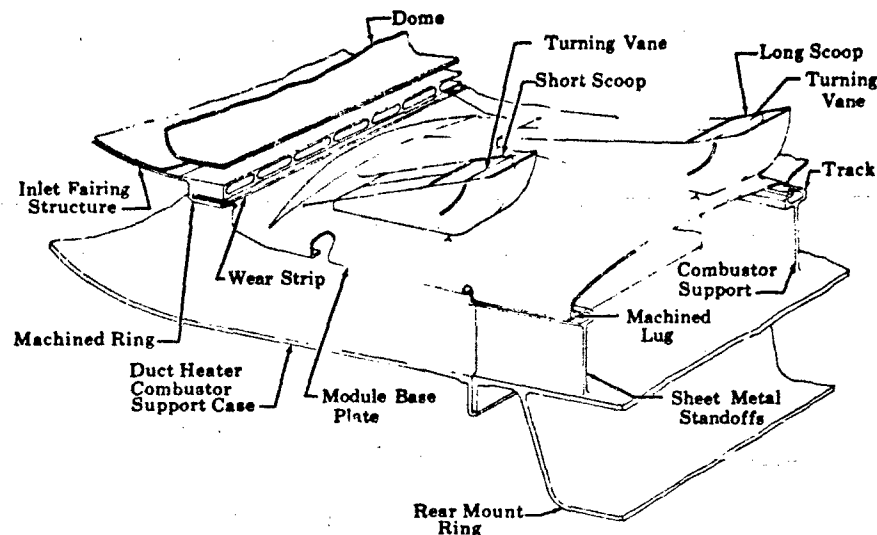 Dome
Turning Vane
Short Scoop
Long Scoop
Turning
Vane
Inlet Fairing
Structure
Track
Wear Strip
Combustor
Support
Machined Ring
Machined
Lug
Duct Heater
Combustor
Support Case
Module Base
Plate
Sheet Metal
Standoffs
Rear Mount
Ring